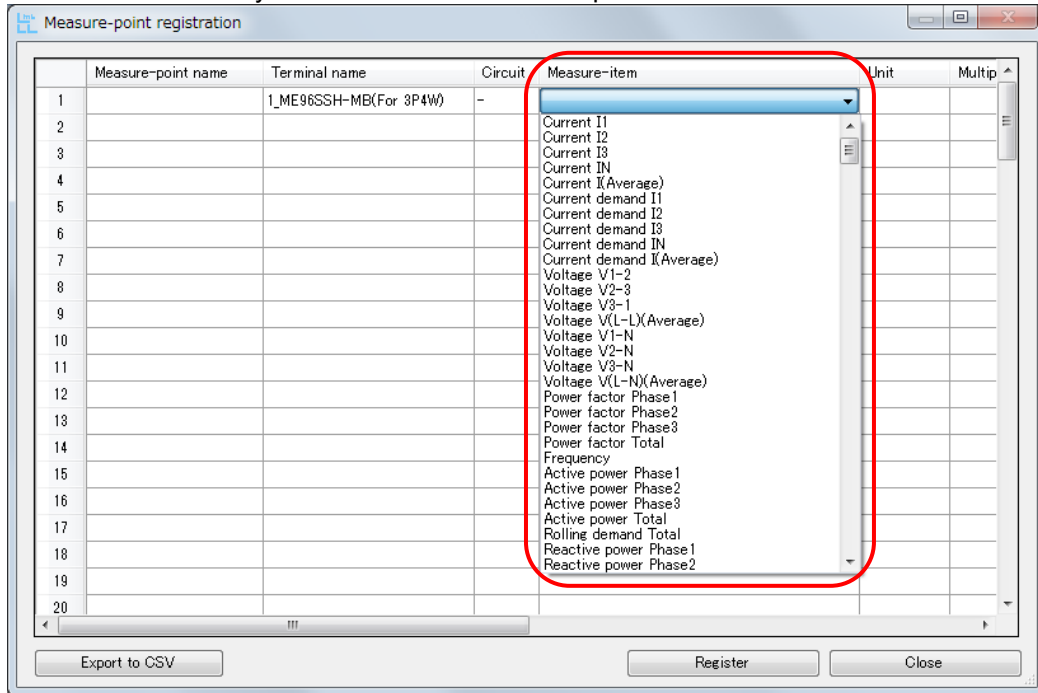 Measure-point registration
Measure-point name Terminal name Circuit Measure-item Unit Multip
1 1_ME96SSH-MB(For 3P4W) -
Current I1
2
Current I2
3
Current I3
Current IN
4
Current I(Average)
5
Current demand I1
Current demand I2
6
Current demand I3
Current demand IN
7
Current demand I(Average)
8
Voltage V1-2
Voltage V2-3
9
Voltage V3-1
Voltage V(L-L)(Average)
10
Voltage V1-N
11
Voltage V2-N
Voltage V3-N
12
Voltage V(L-N)(Average)
Power factor Phase1
13
Power factor Phase2
Power factor Phase3
14
Power factor Total
Frequency
15
Active power Phase1
16
Active power Phase2
Active power Phase3
17
Active power Total
Rolling demand Total
18
Reactive power Phase1
Reactive power Phase2
19
20
Export to CSV Register Close